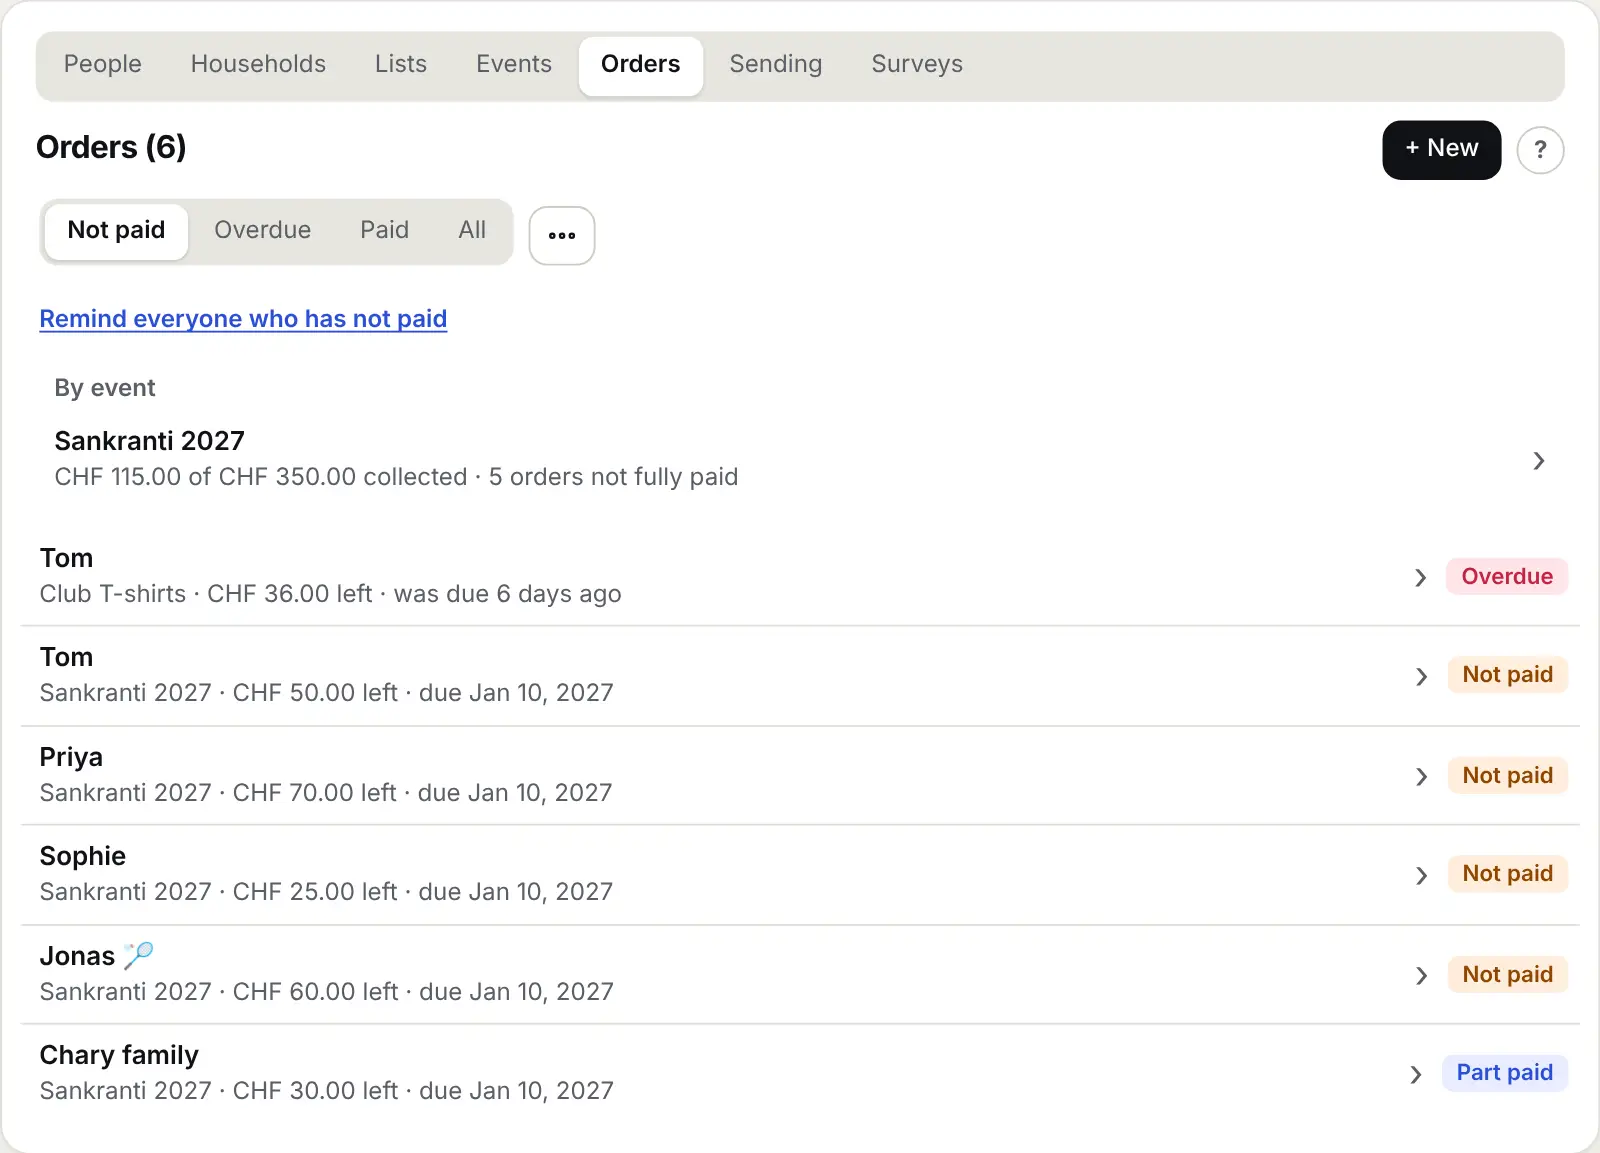 People Households Lists Events Orders Sending Surveys
Orders (6)
+ New ?
Not paid Overdue Paid All
Remind everyone who has not paid
By event
Sankranti 2027
CHF 115.00 of CHF 350.00 collected · 5 orders not fully paid
Tom
Club T-shirts · CHF 36.00 left · was due 6 days ago
Overdue
Tom
Sankranti 2027 · CHF 50.00 left · due Jan 10, 2027
Not paid
Priya
Sankranti 2027 · CHF 70.00 left · due Jan 10, 2027
Not paid
Sophie
Sankranti 2027 · CHF 25.00 left · due Jan 10, 2027
Not paid
Jonas 🏸
Sankranti 2027 · CHF 60.00 left · due Jan 10, 2027
Not paid
Chary family
Sankranti 2027 · CHF 30.00 left · due Jan 10, 2027
Part paid